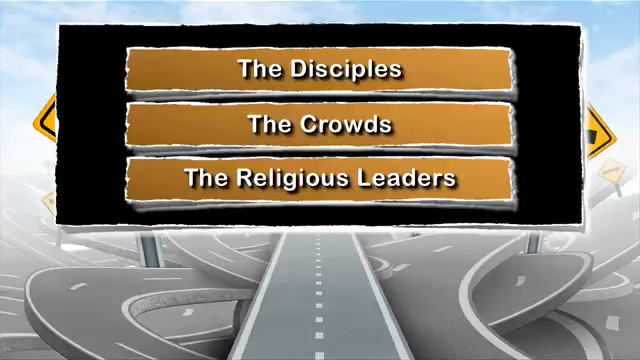 The Disciples
The Crowds
The Religious Leaders